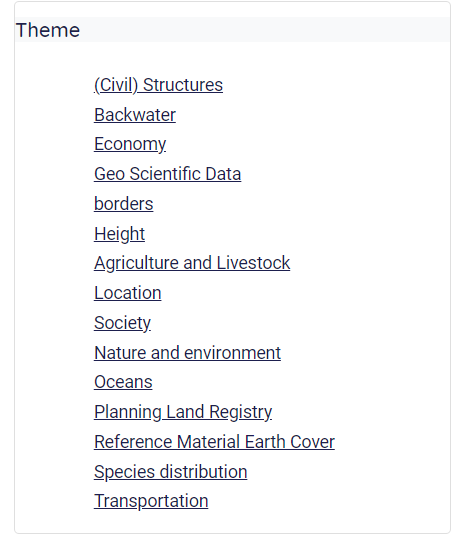 Theme
(Civil) Structures
Backwater
Economy
Geo Scientific Data
borders
Height
Agriculture and Livestock
Location
Society
Nature and environment
Oceans
Planning Land Registry
Reference Material Earth Cover
Species distribution
Transportation